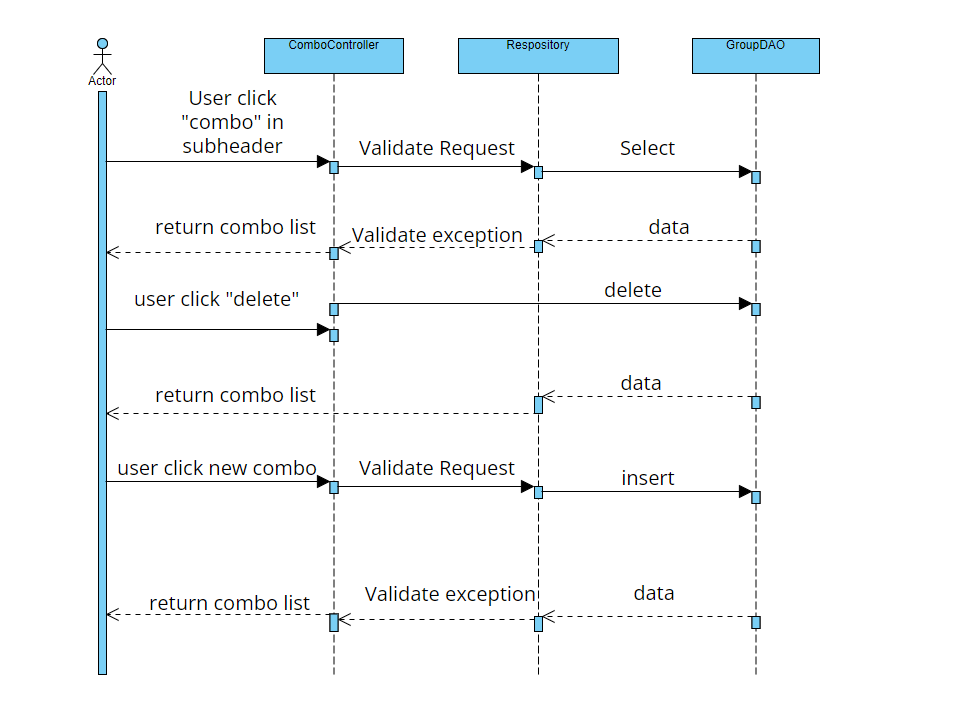 ComboController
Respository
GroupDAO
Actor
User click
"combo" in
subheader
Validate Request
Select
return combo list
Validate exception
data
user click "delete"
delete
return combo list
data
user click new combo
Validate Request
insert
return combo list
Validate exception
data